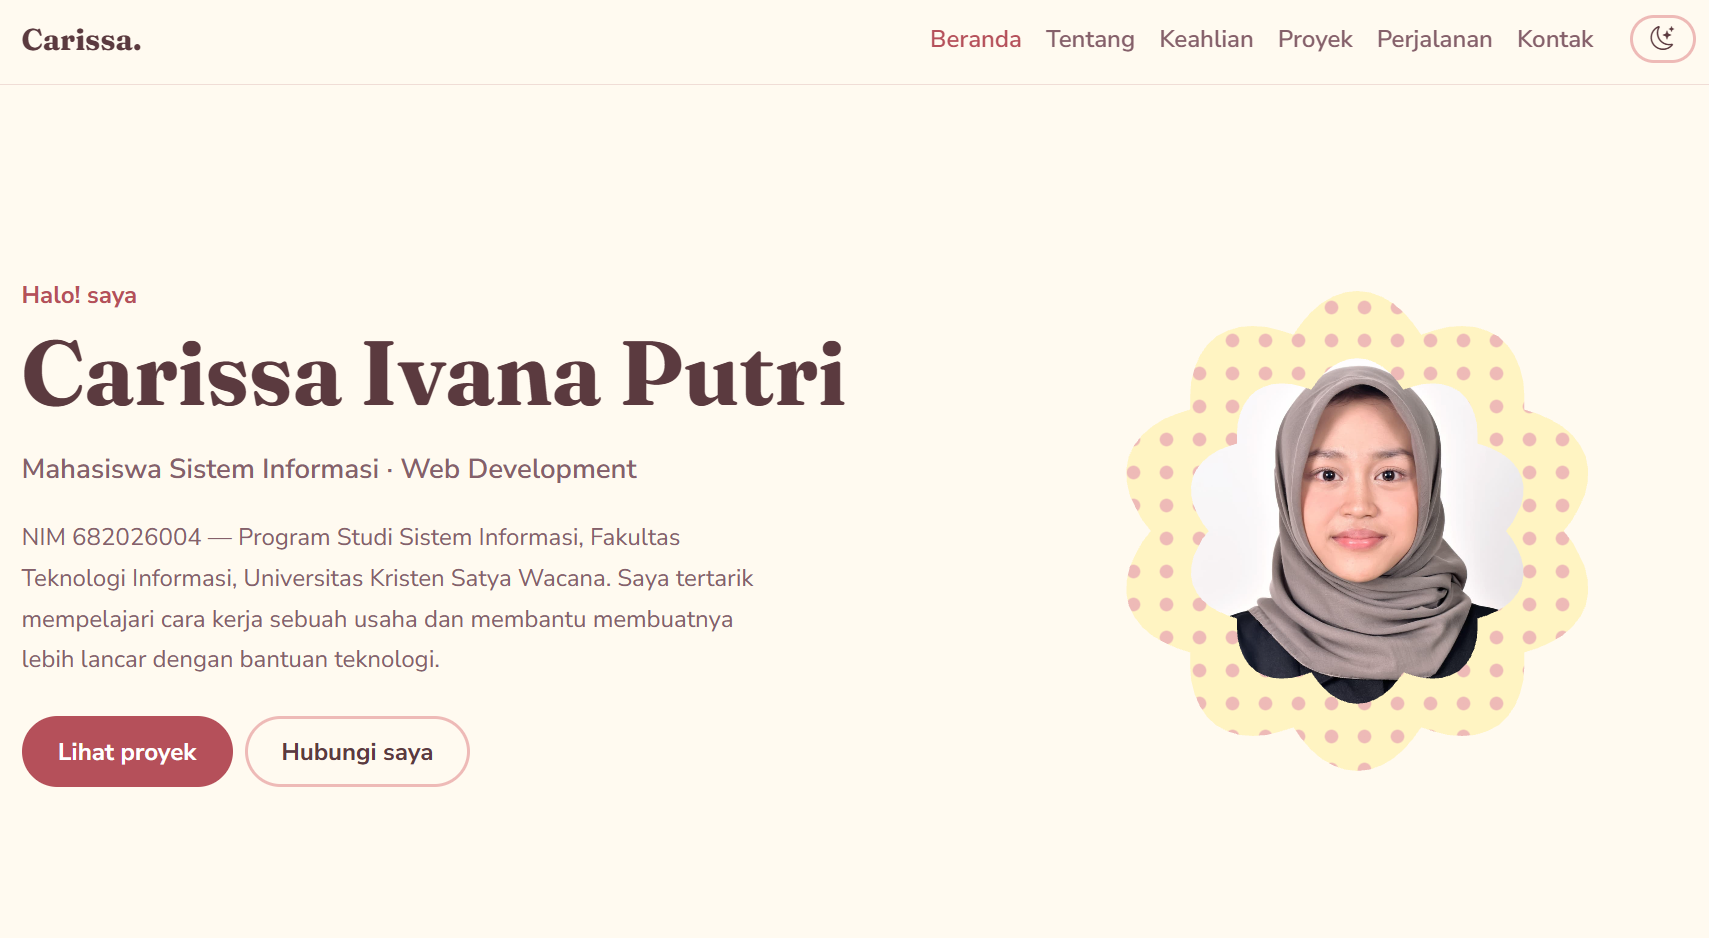 Carissa.
Beranda Tentang Keahlian Proyek Perjalanan Kontak
Halo! saya
Carissa Ivana Putri
Mahasiswa Sistem Informasi · Web Development
NIM 682026004 — Program Studi Sistem Informasi, Fakultas
Teknologi Informasi, Universitas Kristen Satya Wacana. Saya tertarik
mempelajari cara kerja sebuah usaha dan membantu membuatnya
lebih lancar dengan bantuan teknologi.
Lihat proyek
Hubungi saya